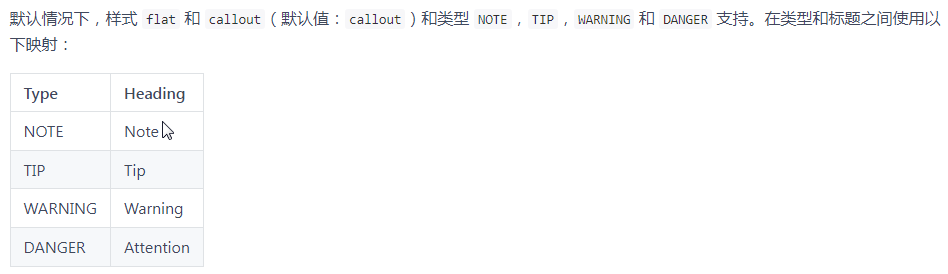 默认情况下，样式 flat 和 callout（默认值：callout）和类型 NOTE，TIP，WARNING 和 DANGER 支持。在类型和标题之间使用以
下映射：
Type Heading
NOTE Note
TIP Tip
WARNING Warning
DANGER Attention